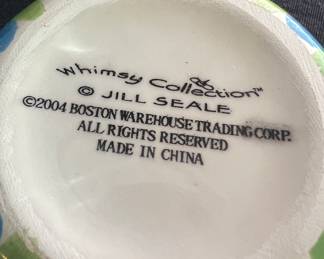 Whimsy Collection™
© JILL SEALE
©2004 BOSTON WAREHOUSE TRADING CORP.
ALL RIGHTS RESERVED
MADE IN CHINA